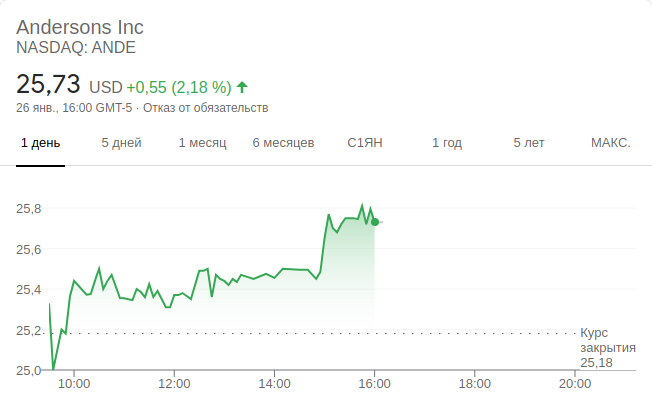 Andersons Inc
NASDAQ: ANDE
25,73 USD +0,55 (2,18 %)
26 янв., 16:00 GMT-5 · Отказ от обязательств
1 день 5 дней 1 месяц 6 месяцев С1ЯН 1 год 5 лет МАКС.
25,8
25,6
25,4
25,2
25,0
Курс
закрытия
25,18
10:00 12:00 14:00 16:00 18:00 20:00